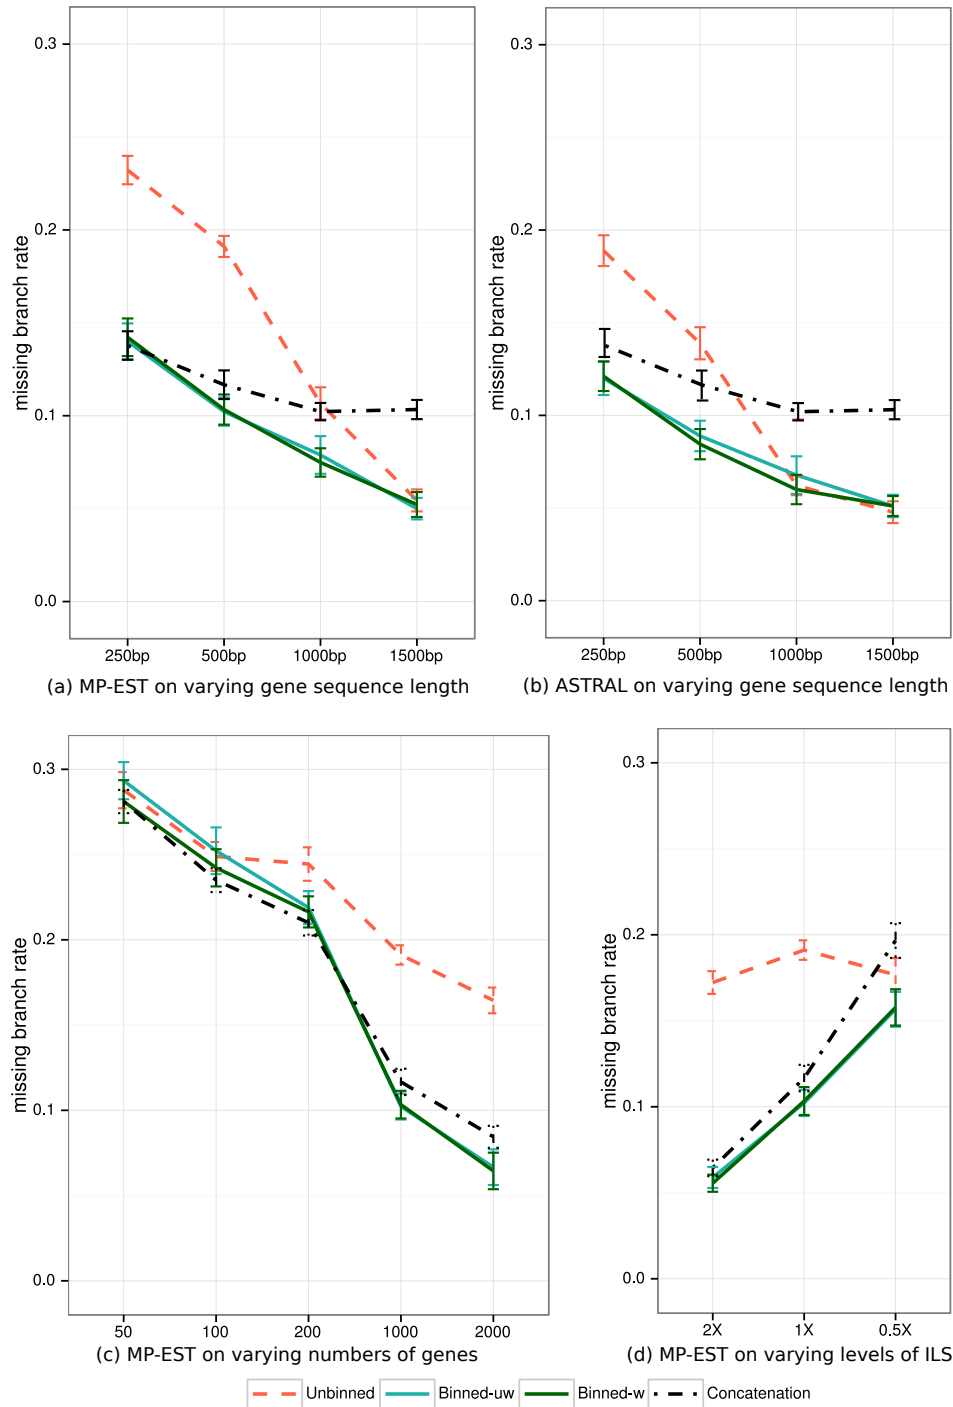 0.3
0.2
0.1
0.0
missing branch rate
250bp 500bp 1000bp 1500bp
(a) MP-EST on varying gene sequence length
0.3
0.2
0.1
0.0
missing branch rate
250bp 500bp 1000bp 1500bp
(b) ASTRAL on varying gene sequence length
0.3
0.2
0.1
0.0
missing branch rate
50 100 200 1000 2000
(c) MP-EST on varying numbers of genes
0.3
0.2
0.1
0.0
missing branch rate
2X 1X 0.5X
(d) MP-EST on varying levels of ILS
Unbinned Binned-uw Binned-w Concatenation